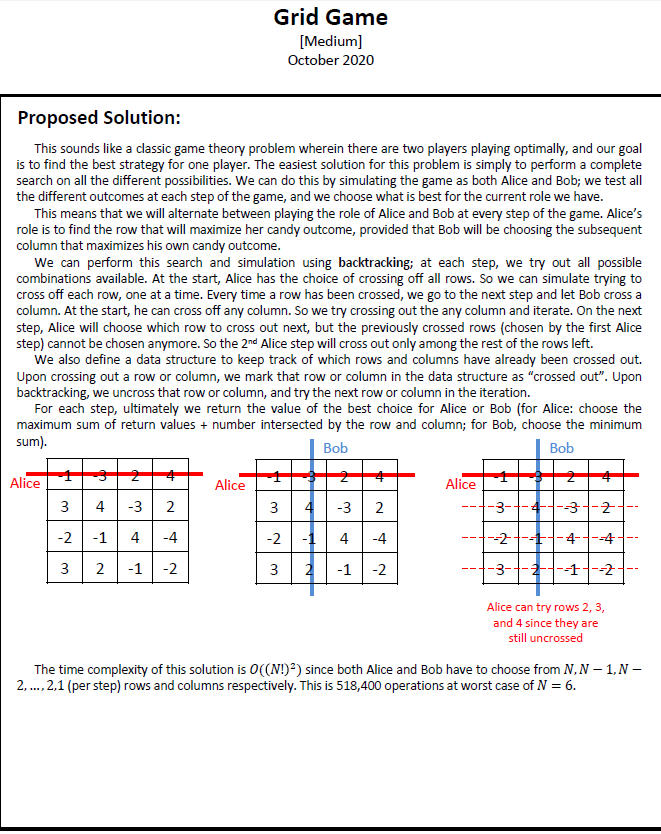 Grid Game
[Medium]
October 2020
Proposed Solution:
This sounds like a classic game theory problem wherein there are two players playing optimally, and our goal
is to find the best strategy for one player. The easiest solution for this problem is simply to perform a complete
search on all the different possibilities. We can do this by simulating the game as both Alice and Bob; we test all
the different outcomes at each step of the game, and we choose what is best for the current role we have.
This means that we will alternate between playing the role of Alice and Bob at every step of the game. Alice's
role is to find the row that will maximize her candy outcome, provided that Bob will be choosing the subsequent
column that maximizes his own candy outcome.
We can perform this search and simulation using backtracking; at each step, we try out all possible
combinations available. At the start, Alice has the choice of crossing off all rows. So we can simulate trying to
cross off each row, one at a time. Every time a row has been crossed, we go to the next step and let Bob cross a
column. At the start, he can cross off any column. So we try crossing out the any column and iterate. On the next
step, Alice will choose which row to cross out next, but the previously crossed rows (chosen by the first Alice
step) cannot be chosen anymore. So the 2nd Alice step will cross out only among the rest of the rows left.
We also define a data structure to keep track of which rows and columns have already been crossed out.
Upon crossing out a row or column, we mark that row or column in the data structure as "crossed out". Upon
backtracking, we uncross that row or column, and try the next row or column in the iteration.
For each step, ultimately we return the value of the best choice for Alice or Bob (for Alice: choose the
maximum sum of return values + number intersected by the row and column; for Bob, choose the minimum
sum).
Alice
-1 -3 2 4
3 4 -3 2
-2 -1 4 -4
3 2 -1 -2
Bob
Alice
-1 -3 2 4
3 4 -3 2
-2 -1 4 -4
3 2 -1 -2
Bob
Alice
-1 -3 2 4
3 4 -3 2
-2 -1 4 -4
3 2 -1 -2
Alice can try rows 2, 3,
and 4 since they are
still uncrossed
The time complexity of this solution is O((N!)²) since both Alice and Bob have to choose from N, N − 1, N −
2, ..., 2,1 (per step) rows and columns respectively. This is 518,400 operations at worst case of N = 6.